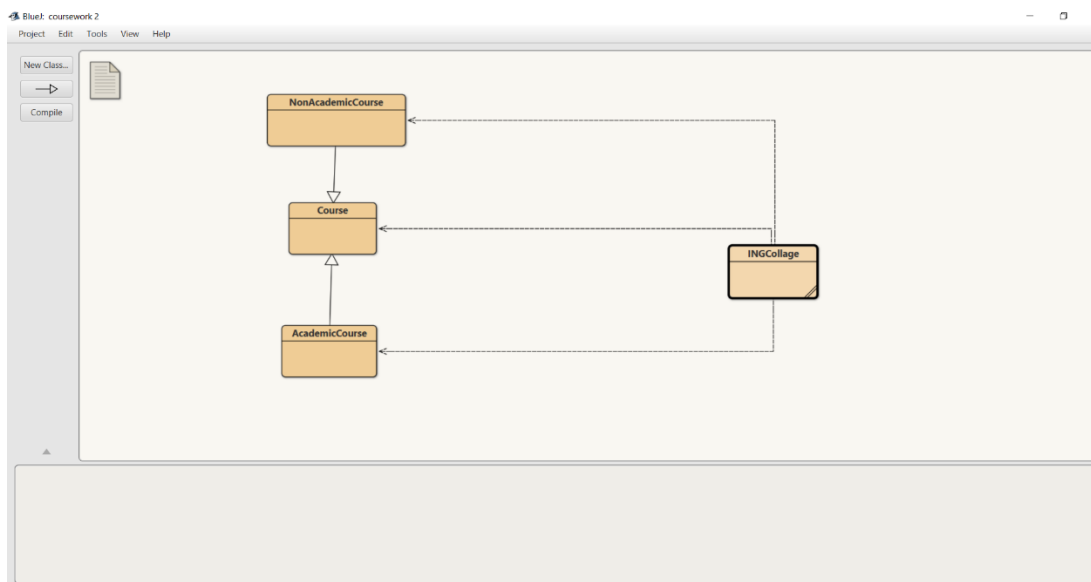 BlueJ: coursework 2
Project Edit Tools View Help
New Class...
Compile
NonAcademicCourse
Course
INGCollage
AcademicCourse